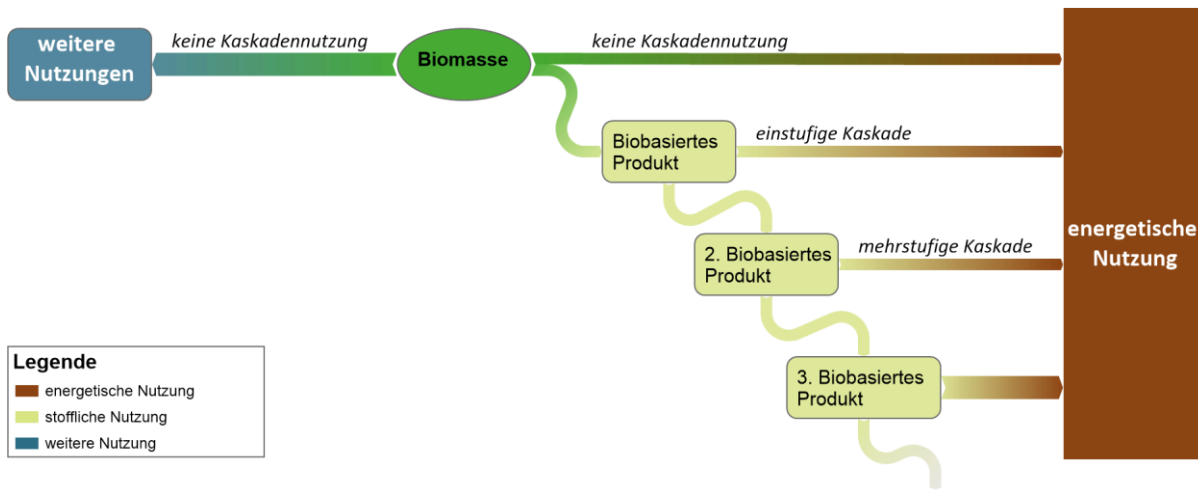 weitere
Nutzungen
keine Kaskadennutzung
Biomasse
keine Kaskadennutzung
Biobasiertes
Produkt
einstufige Kaskade
2. Biobasiertes
Produkt
mehrstufige Kaskade
energetische
Nutzung
3. Biobasiertes
Produkt
Legende
energetische Nutzung
stoffliche Nutzung
weitere Nutzung